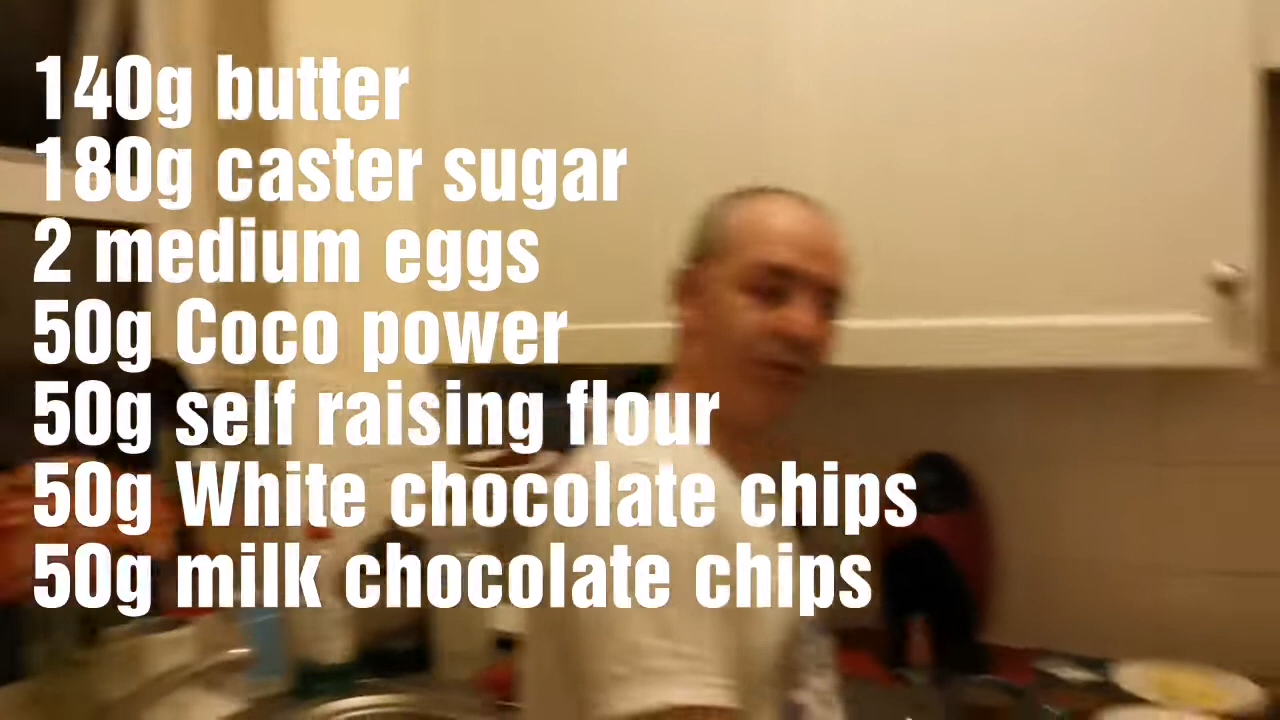 140g butter
180g caster sugar
2 medium eggs
50g Coco power
50g self raising flour
50g White chocolate chips
50g milk chocolate chips